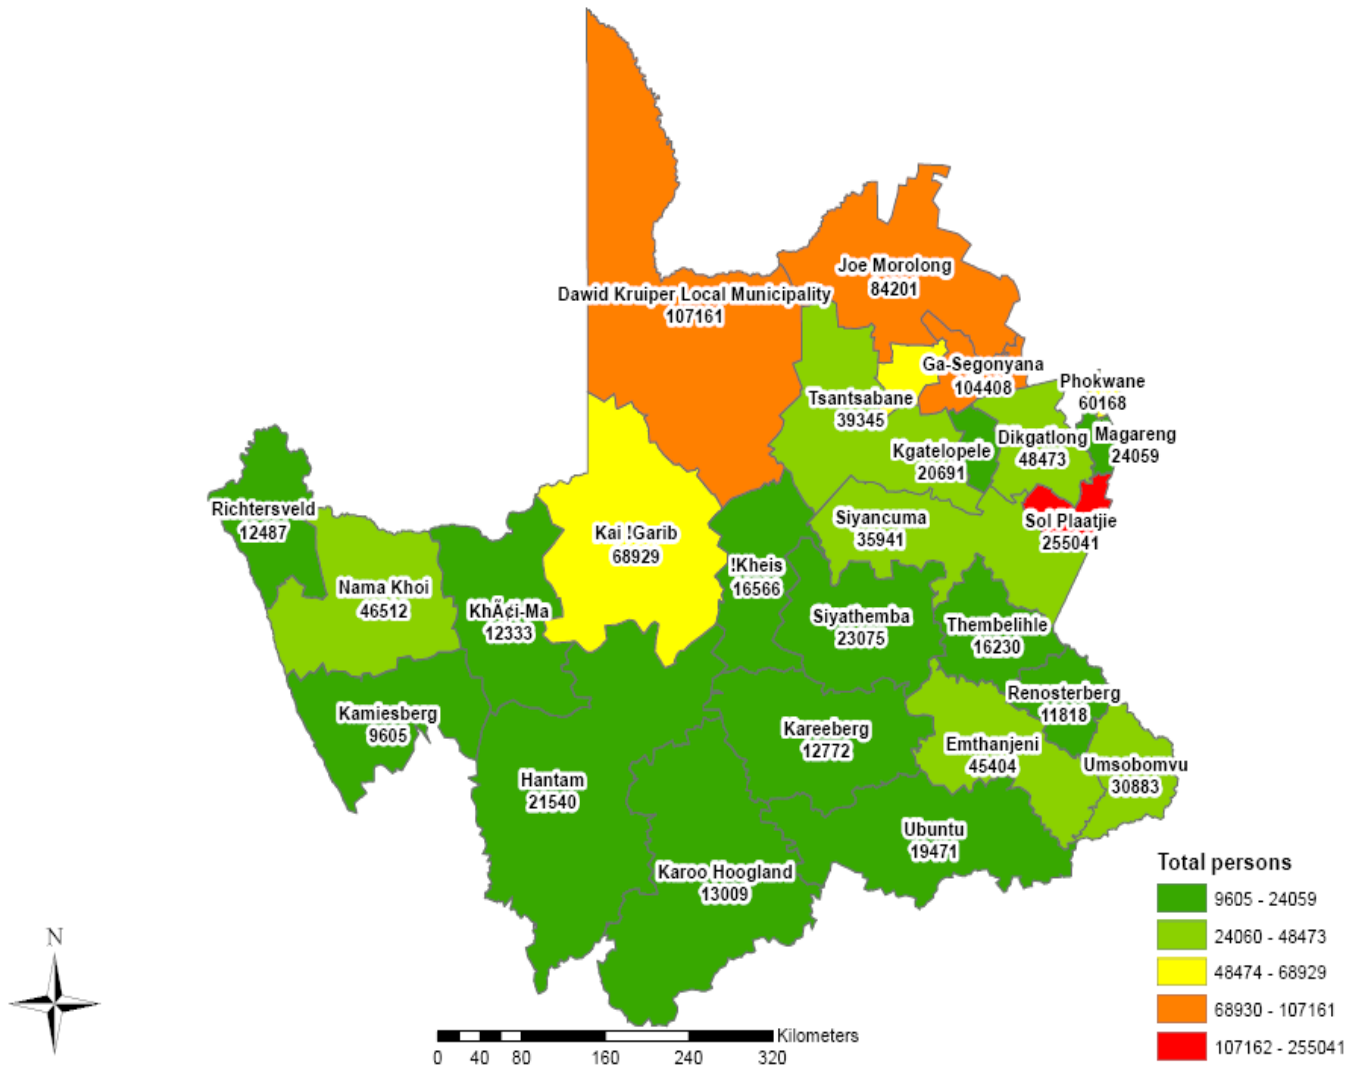 Joe Morolong
84201
Dawid Kruiper Local Municipality
107161
Ga-Segonyana
104408
Phokwane
60168
Tsantsabane
39345
Kgatelopele
20691
Dikgatlong
48473
Magareng
24059
Richtersveld
12487
Siyancuma
35941
Sol Plaatjie
255041
Kai !Garib
68929
!Kheis
16566
Nama Khoi
46512
KhÃ¢i-Ma
12333
Siyathemba
23075
Thembelihle
16230
Renosterberg
11818
Kamiesberg
9605
Kareeberg
12772
Emthanjeni
45404
Umsobomvu
30883
Hantam
21540
Ubuntu
19471
Karoo Hoogland
13009
Total persons
9605 - 24059
24060 - 48473
48474 - 68929
68930 - 107161
107162 - 255041
N
Kilometers
0 40 80 160 240 320